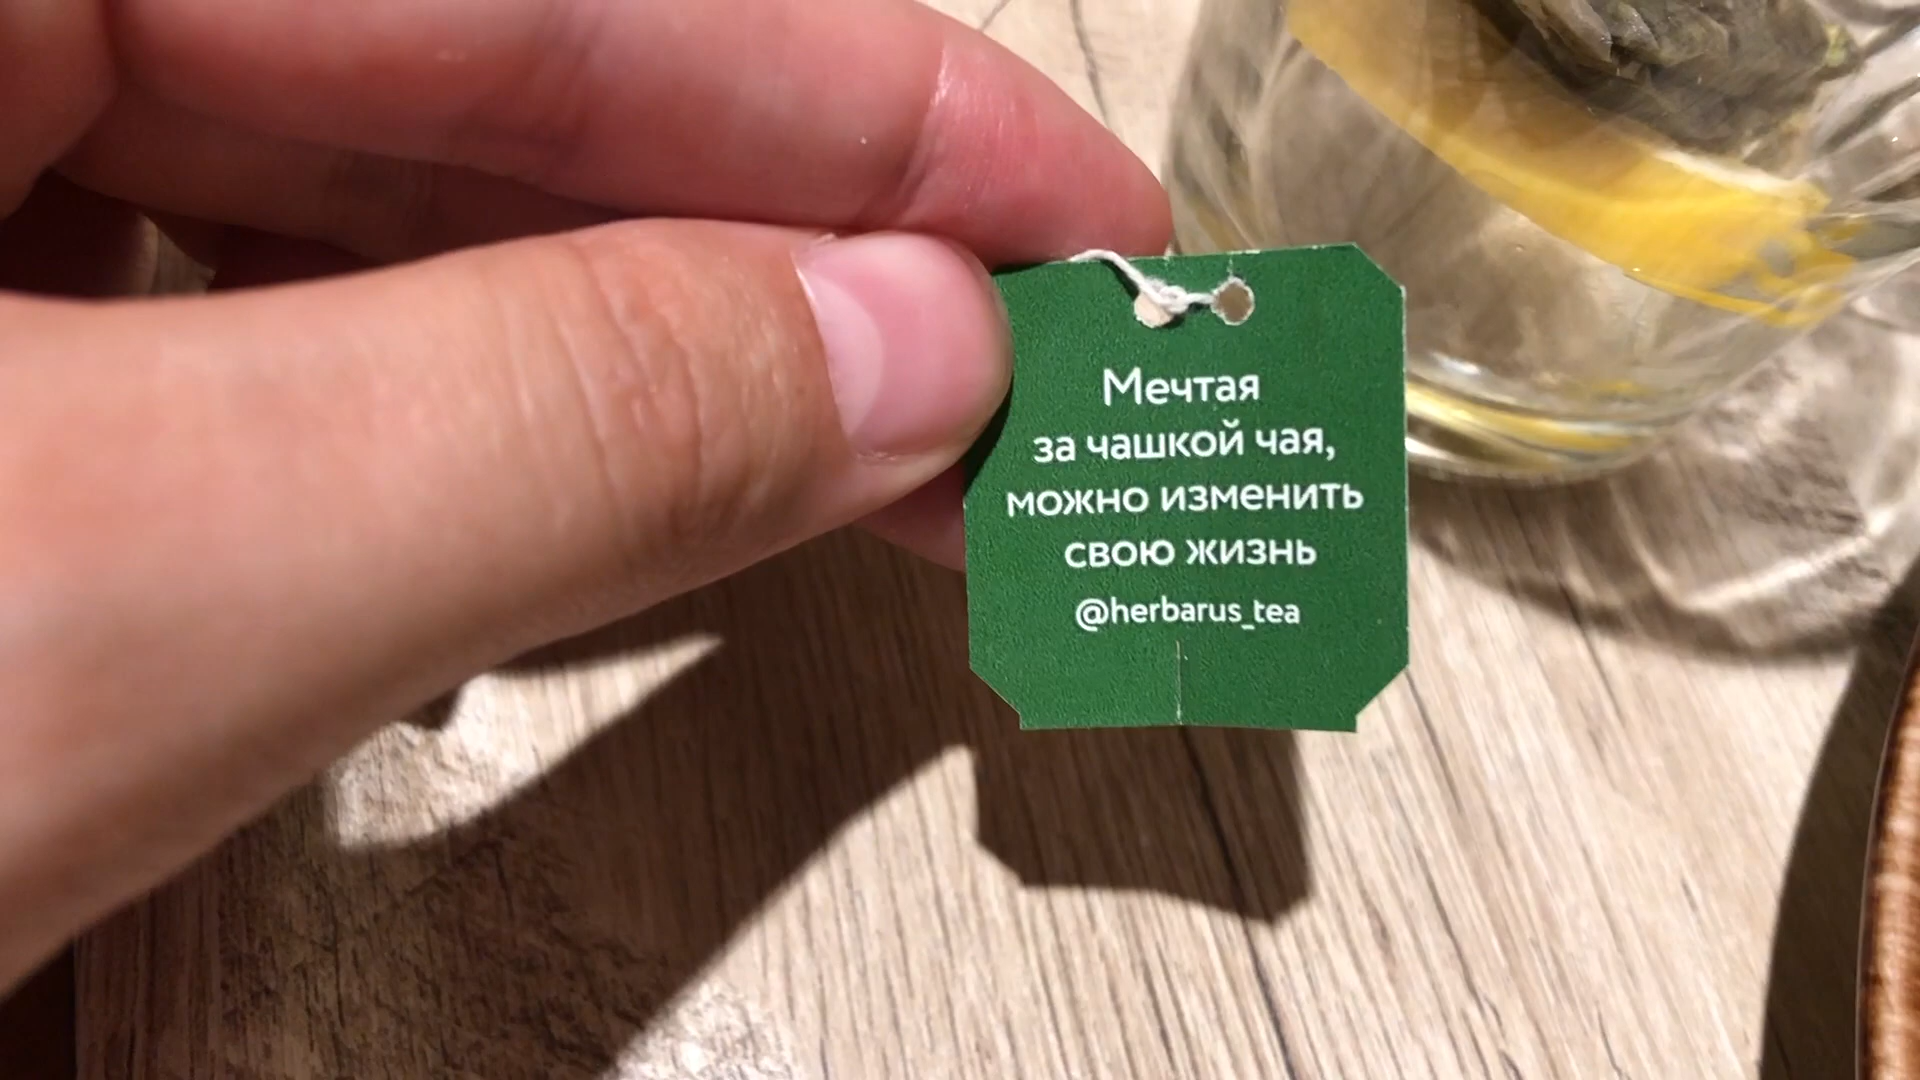 Мечтая
за чашкой чая,
можно изменить
свою жизнь
@herbarus_tea